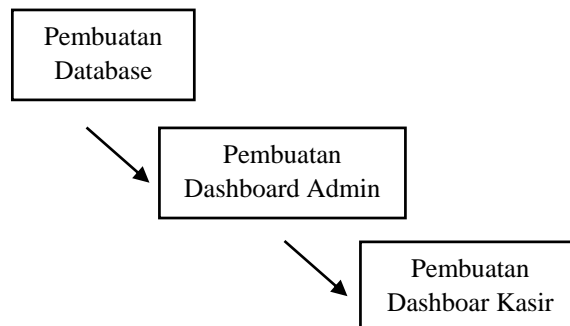 Pembuatan
Database
Pembuatan
Dashboard Admin
Pembuatan
Dashboar Kasir